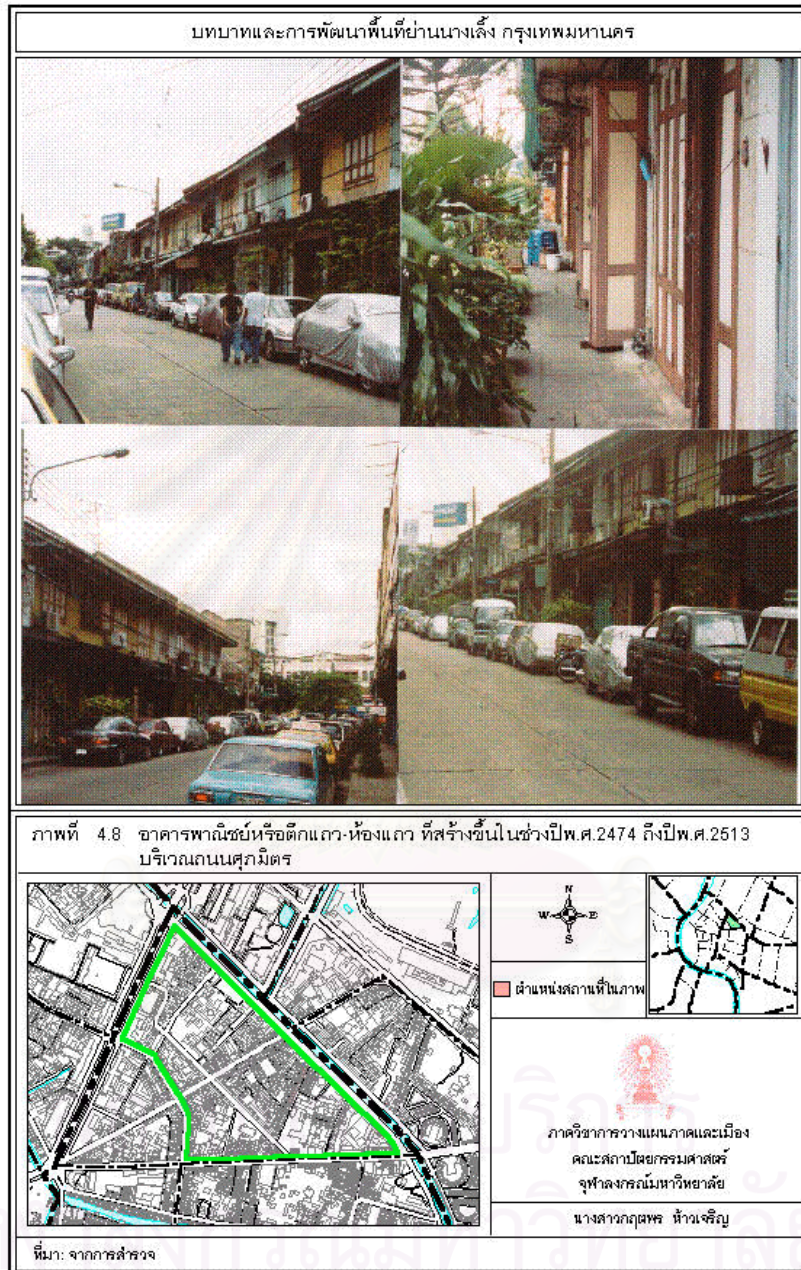 บทบาทและการพัฒนาพื้นที่ย่านนางเลิ้ง กรุงเทพมหานคร
ภาพที่ 4.8 อาคารพาณิชย์หรือตึกแถว-ห้องแถว ที่สร้างขึ้นในช่วงปีพ.ศ.2474 ถึงปีพ.ศ.2513
บริเวณถนนศุภมิตร
N
W E
S
ตำแหน่งสถานที่ในภาพ
ภาควิชาการวางแผนภาคและเมือง
คณะสถาปัตยกรรมศาสตร์
จุฬาลงกรณ์มหาวิทยาลัย
นางสาวกฤตพร ห้าวเจริญ
ที่มา: จากการสำรวจ